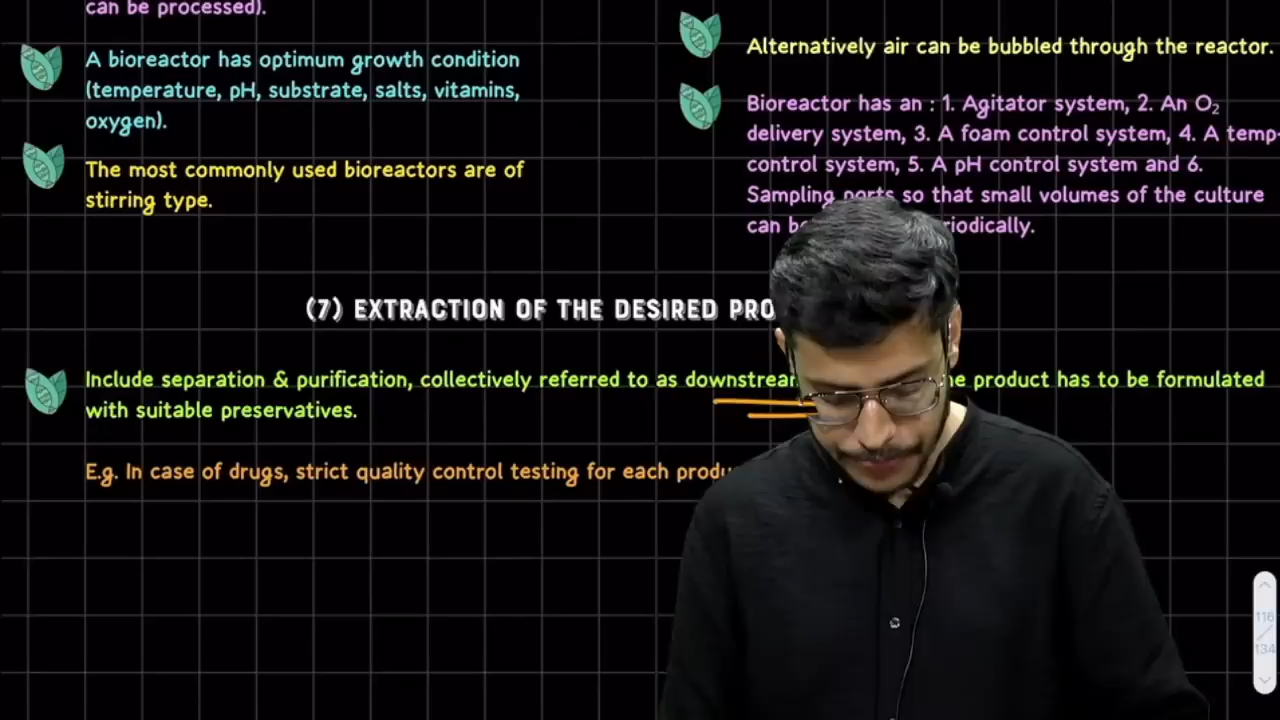 can be processed).
A bioreactor has optimum growth condition
(temperature, pH, substrate, salts, vitamins,
oxygen).
The most commonly used bioreactors are of
stirring type.
Alternatively air can be bubbled through the reactor.
Bioreactor has an : 1. Agitator system, 2. An O₂
delivery system, 3. A foam control system, 4. A temp-
control system, 5. A pH control system and 6.
Sampling ports so that small volumes of the culture
can
(7) EXTRACTION OF THE DESIRED
Include separation & purification, collectively referred to as product has to be formulated
with suitable preservatives.
E.g. In case of drugs, strict quality control testing for each
116
134